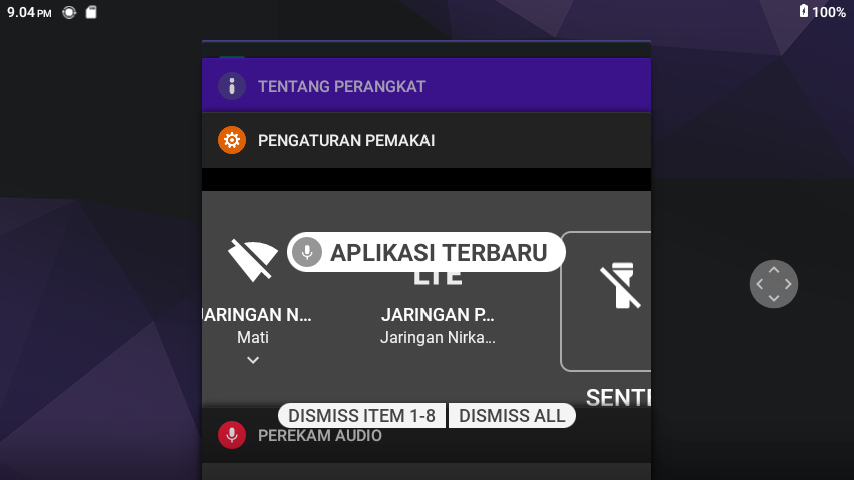 9.04 PM
100%
TENTANG PERANGKAT
PENGATURAN PEMAKAI
APLIKASI TERBARU
LTE
JARINGAN N...
JARINGAN P...
Mati
Jaringan Nirka...
DISMISS ITEM 1-8
DISMISS ALL
PEREKAM AUDIO